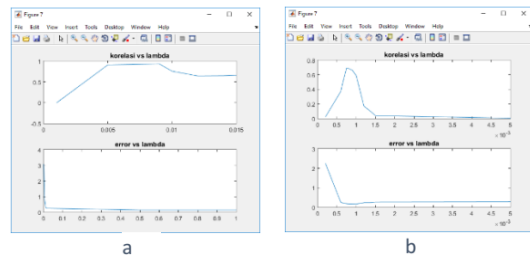 Figure 7
File Edit View Insert Tools Desktop Window Help
korelasi vs lambda
1
0.5
0
-0.5
0 0.005 0.01 0.015
error vs lambda
4
3
2
1
0
0 0.1 0.2 0.3 0.4 0.5 0.6 0.7 0.8 0.9 1
a
Figure 7
File Edit View Insert Tools Desktop Window Help
korelasi vs lambda
0.8
0.6
0.4
0.2
0
0 0.5 1 1.5 2 2.5 3 3.5 4 4.5 5
error vs lambda
3
2
1
0
0 0.5 1 1.5 2 2.5 3 3.5 4 4.5 5
b